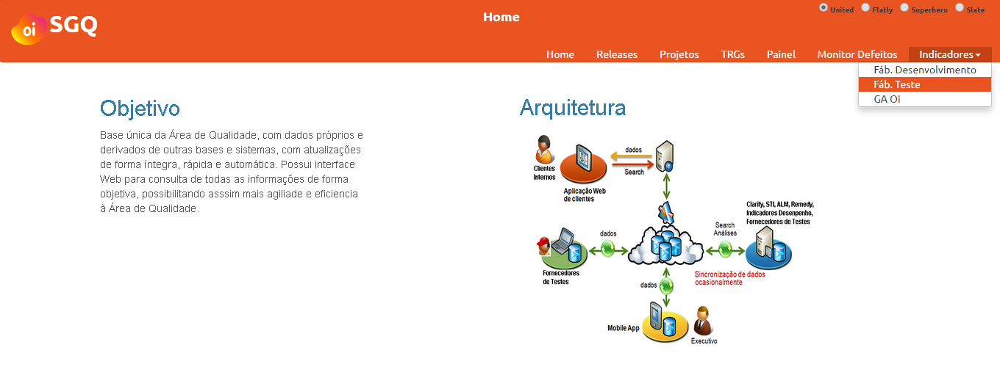 oi SGQ
Home
United Flatly Superhero Slate
Home Releases Projetos TRGs Painel Monitor Defeitos Indicadores
Fáb. Desenvolvimento
Fáb. Teste
GA Oi
Objetivo
Base única da Área de Qualidade, com dados próprios e
derivados de outras bases e sistemas, com atualizações
de forma íntegra, rápida e automática. Possui interface
Web para consulta de todas as informações de forma
objetiva, possibilitando asssim mais agiliade e eficiencia
à Área de Qualidade.
Arquitetura
dados
Search
Clientes
Internos
Aplicação Web
de clientes
Clarity, STI, ALM, Remedy,
Indicadores Desenpenho,
Fornecedores de Testes
Search
Análises
dados
Fornecedores
de Testes
Sincronização de dados
ocasionalmente
dados
Mobile App
Executivo